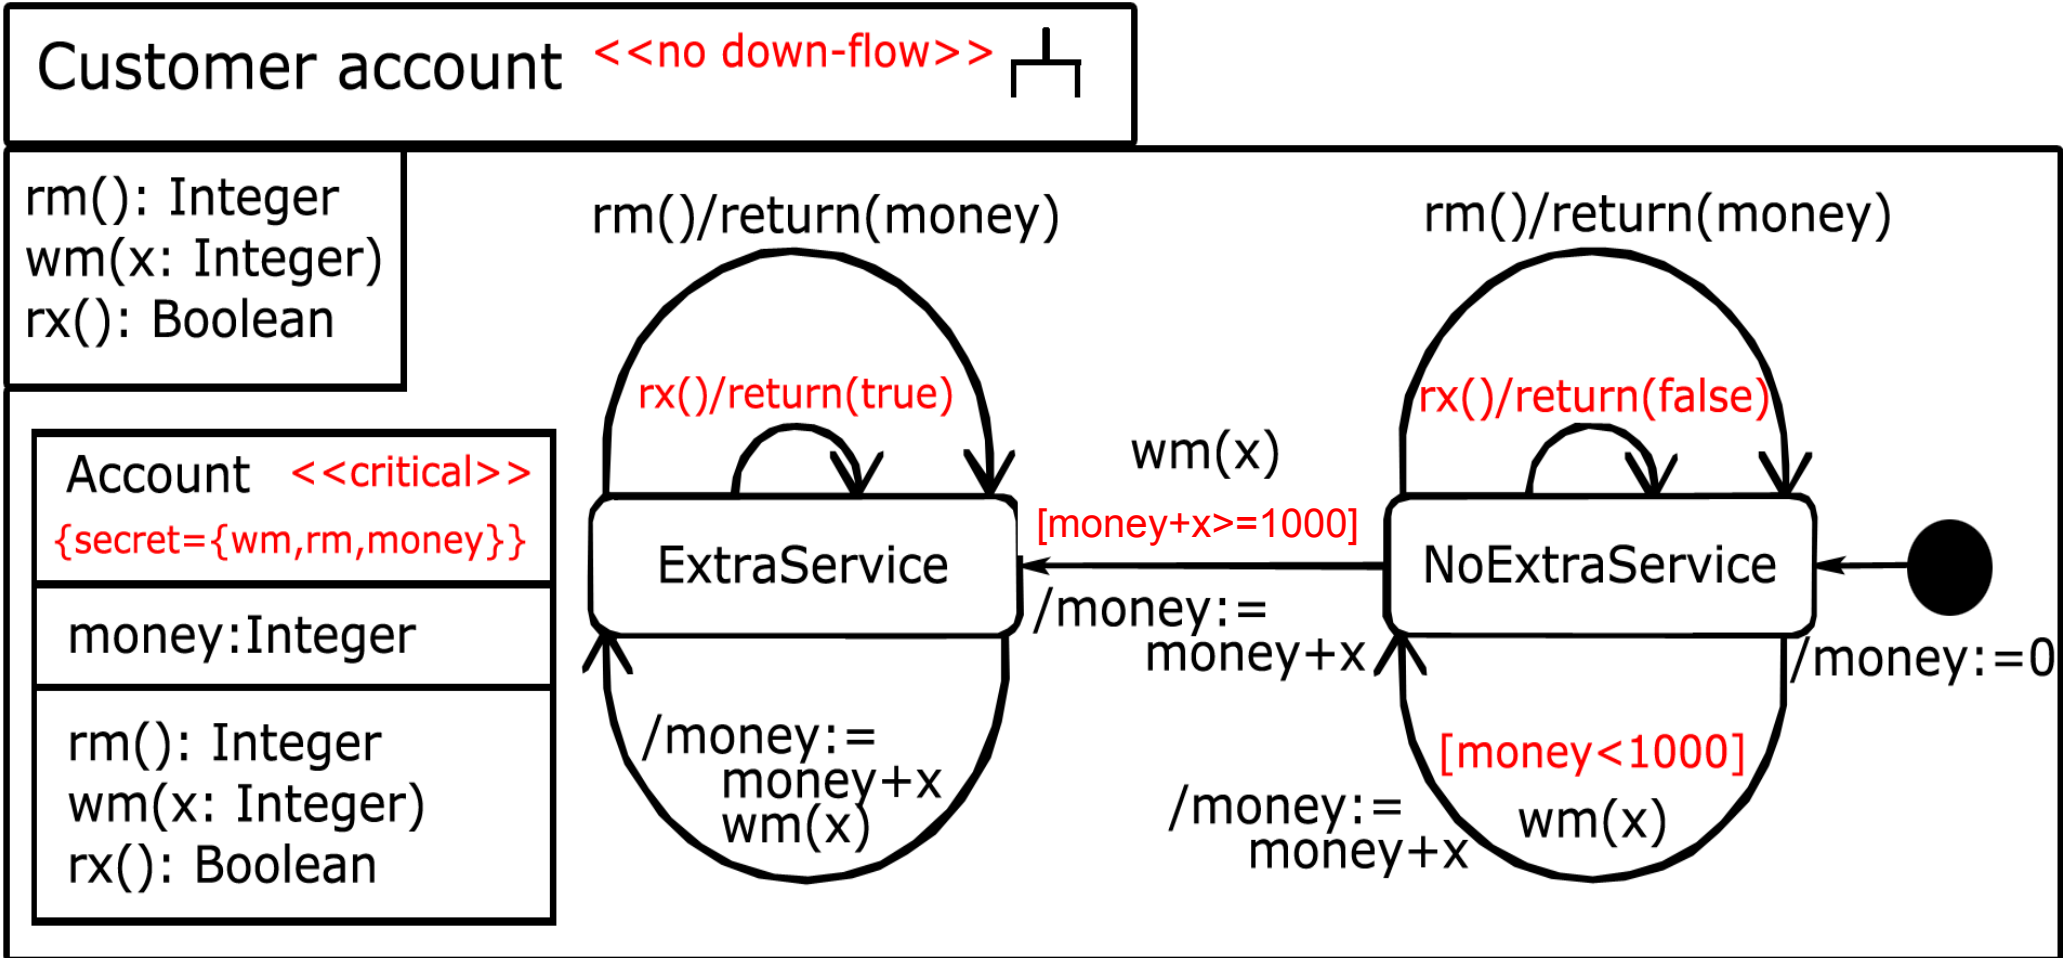 Customer account <<no down-flow>>
rm(): Integer
wm(x: Integer)
rx(): Boolean
Account <<critical>>
{secret={wm,rm,money}}
money:Integer
rm(): Integer
wm(x: Integer)
rx(): Boolean
rm()/return(money)
rx()/return(true)
ExtraService
/money:=
money+x
wm(x)
wm(x)
[money+x>=1000]
/money:=
money+x
rm()/return(money)
rx()/return(false)
NoExtraService
/money:=0
[money<1000]
wm(x)
/money:=
money+x